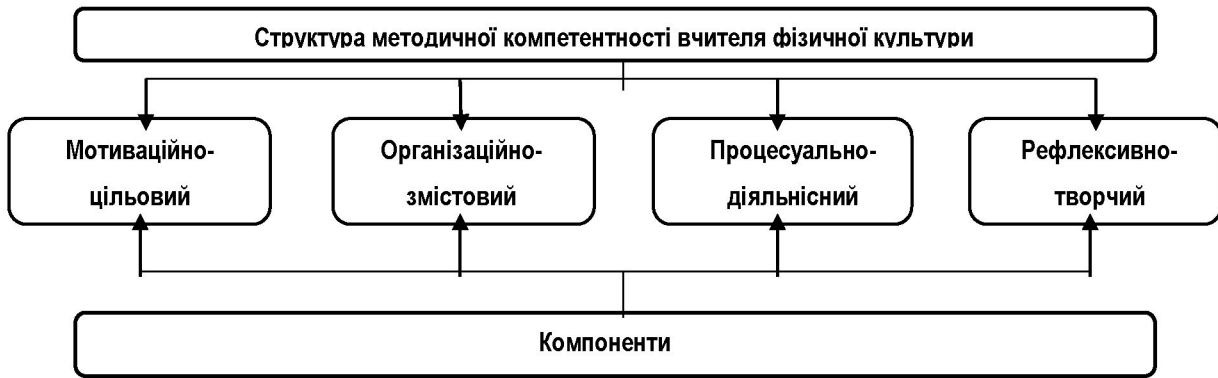 Структура методичної компетентності вчителя фізичної культури
Мотиваційно-
цільовий
Організаційно-
змістовий
Процесуально-
діяльнісний
Рефлексивно-
творчий
Компоненти